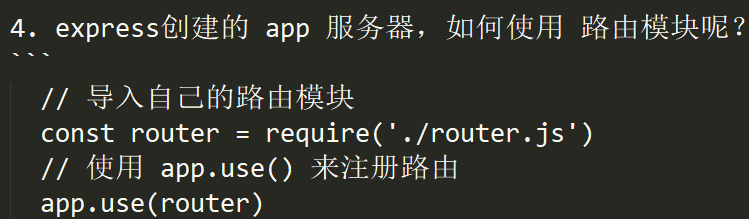 4. express创建的 app 服务器，如何使用 路由模块呢？
```
// 导入自己的路由模块
const router = require('./router.js')
// 使用 app.use() 来注册路由
app.use(router)